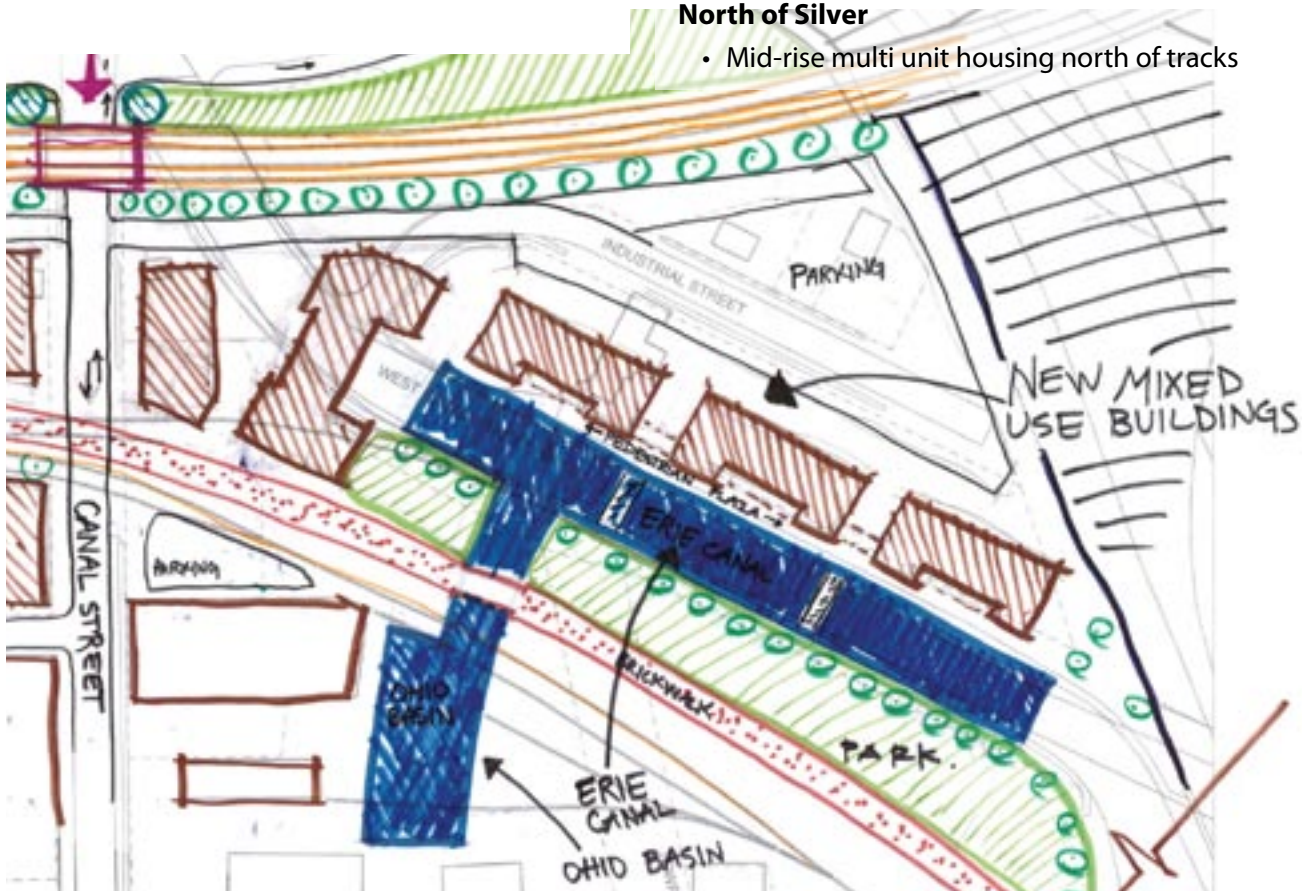 North of Silver
• Mid-rise multi unit housing north of tracks
INDUSTRIAL STREET
PARKING
WEST
NEW MIXED
USE BUILDINGS
PEDESTRIAN PLAZA
ERIE CANAL
CANAL STREET
PARKING
OHIO
BASIN
BRICKWALK
PARK.
ERIE
CANAL
OHIO BASIN
N